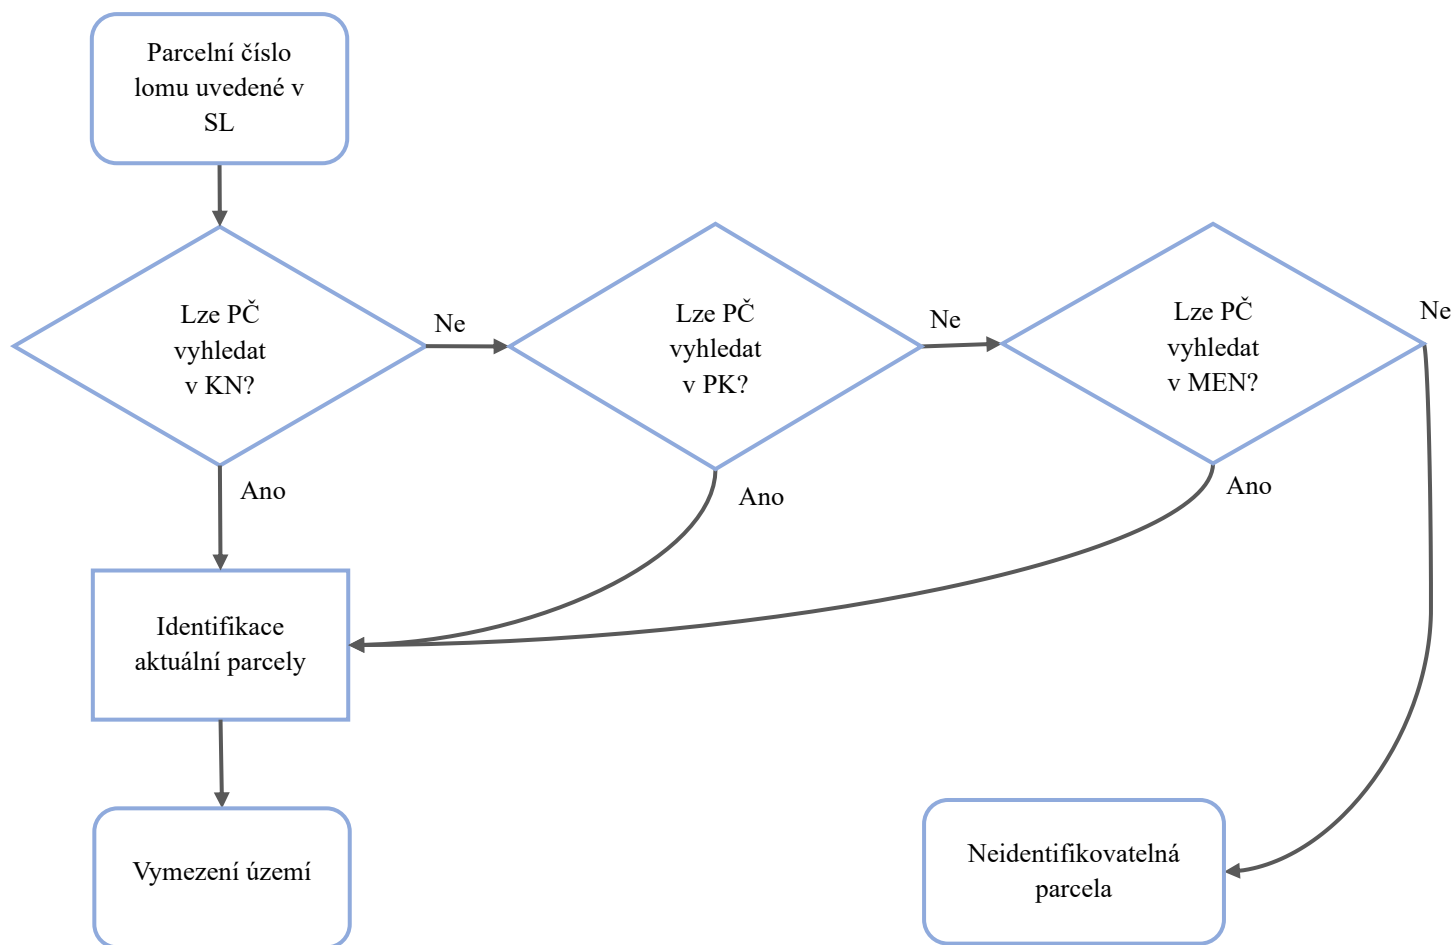 Parcelní číslo
lomu uvedené v
SL
Lze PČ
vyhledat
v KN?
Ne
Lze PČ
vyhledat
v PK?
Ne
Lze PČ
vyhledat
v MEN?
Ne
Ano
Ano
Ano
Identifikace
aktuální parcely
Vymezení území
Neidentifikovatelná
parcela